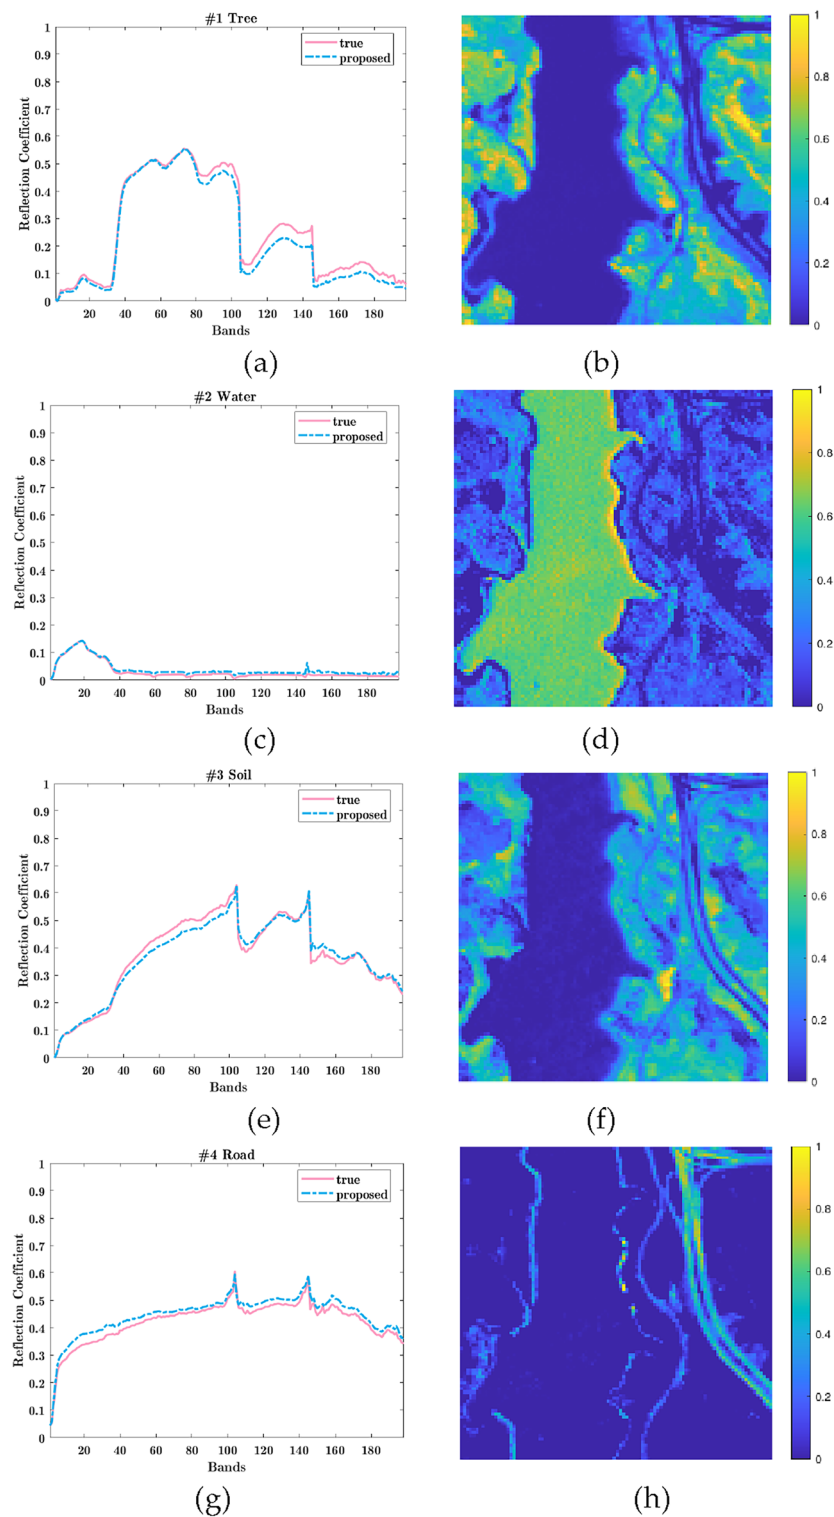 #1 Tree
Reflection Coefficient
1
0.9
0.8
0.7
0.6
0.5
0.4
0.3
0.2
0.1
0
true
proposed
20 40 60 80 100 120 140 160 180
Bands
(a)
1
0.8
0.6
0.4
0.2
0
(b)
#2 Water
Reflection Coefficient
1
0.9
0.8
0.7
0.6
0.5
0.4
0.3
0.2
0.1
0
true
proposed
20 40 60 80 100 120 140 160 180
Bands
(c)
1
0.8
0.6
0.4
0.2
0
(d)
#3 Soil
Reflection Coefficient
1
0.9
0.8
0.7
0.6
0.5
0.4
0.3
0.2
0.1
0
true
proposed
20 40 60 80 100 120 140 160 180
Bands
(e)
1
0.8
0.6
0.4
0.2
0
(f)
#4 Road
Reflection Coefficient
1
0.9
0.8
0.7
0.6
0.5
0.4
0.3
0.2
0.1
0
true
proposed
20 40 60 80 100 120 140 160 180
Bands
(g)
1
0.8
0.6
0.4
0.2
0
(h)